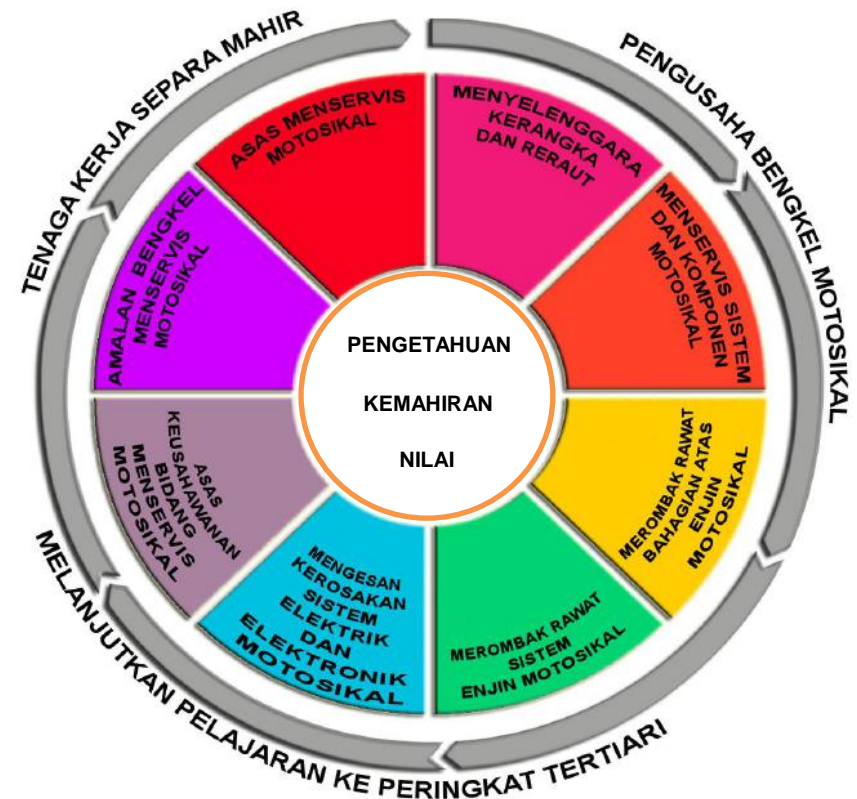 TENAGA KERJA SEPARA MAHIR
PENGUSAHA BENGKEL MOTOSIKAL
MELANJUTKAN PELAJARAN KE PERINGKAT TERTIARI
ASAS MENSERVIS
MOTOSIKAL
MENYELENGGARA
KERANGKA
DAN RERAUT
MENSERVIS SISTEM
DAN KOMPONEN
MOTOSIKAL
MEROMBAK RAWAT
BAHAGIAN ATAS
ENJIN
MOTOSIKAL
MEROMBAK RAWAT
SISTEM
ENJIN MOTOSIKAL
MENGESAN
KEROSAKAN
SISTEM
ELEKTRIK
DAN
ELEKTRONIK
MOTOSIKAL
ASAS
KEUSAHAWANAN
BIDANG
MENSERVIS
MOTOSIKAL
AMALAN BENGKEL
MENSERVIS
MOTOSIKAL
PENGETAHUAN
KEMAHIRAN
NILAI